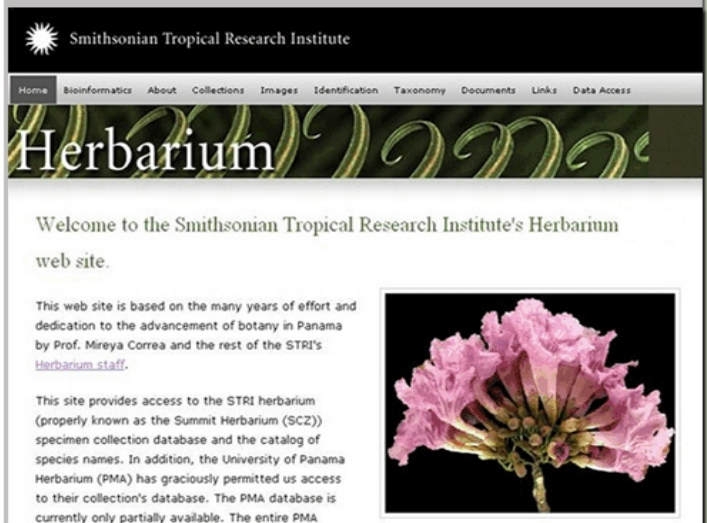 Smithsonian Tropical Research Institute
Home Bioinformatics About Collections Images Identification Taxonomy Documents Links Data Access
Herbarium
Welcome to the Smithsonian Tropical Research Institute's Herbarium
web site.
This web site is based on the many years of effort and
dedication to the advancement of botany in Panama
by Prof. Mireya Correa and the rest of the STRI's
Herbarium staff.
This site provides access to the STRI herbarium
(properly known as the Summit Herbarium (SCZ))
specimen collection database and the catalog of
species names. In addition, the University of Panama
Herbarium (PMA) has graciously permitted us access
to their collection's database. The PMA database is
currently only partially available. The entire PMA